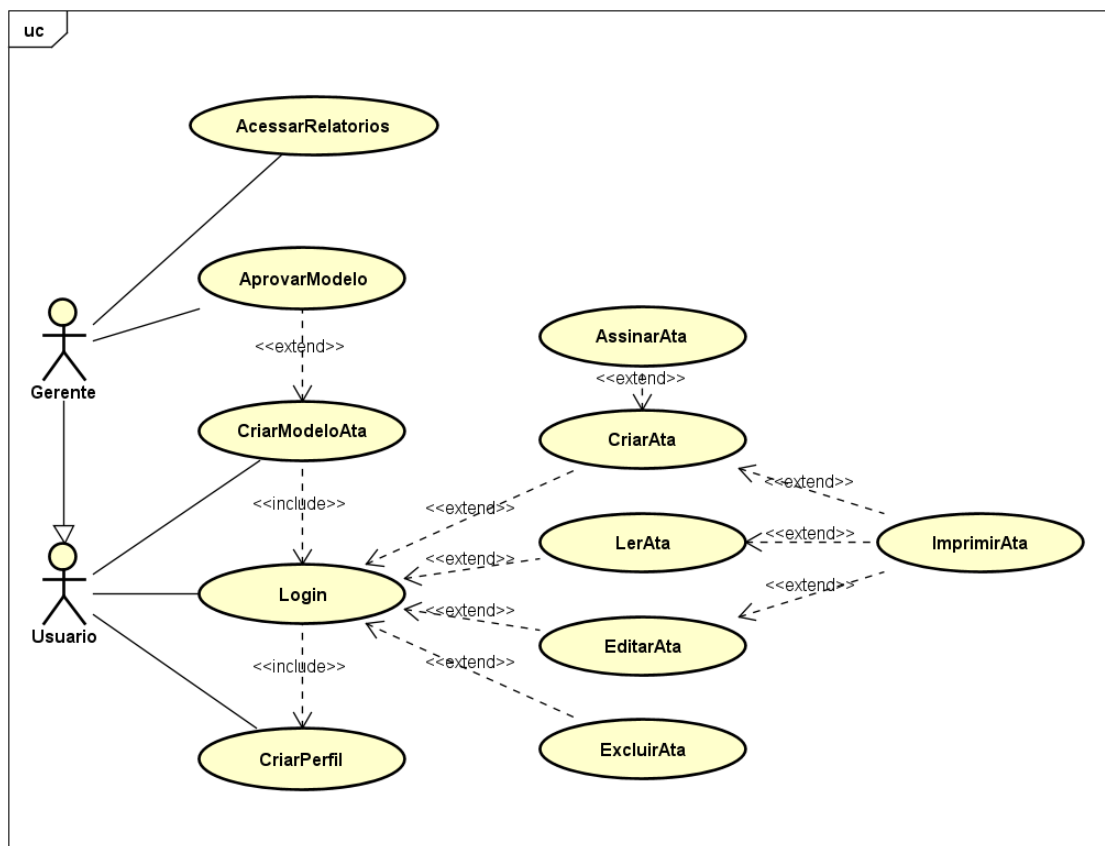 uc
AcessarRelatorios
AprovarModelo
<<extend>>
AssinarAta
<<extend>>
Gerente
CriarModeloAta
CriarAta
<<include>>
<<extend>>
<<extend>>
LerAta
<<extend>>
ImprimirAta
<<extend>>
<<extend>>
Login
<<extend>>
Usuario
EditarAta
<<include>>
<<extend>>
CriarPerfil
ExcluirAta